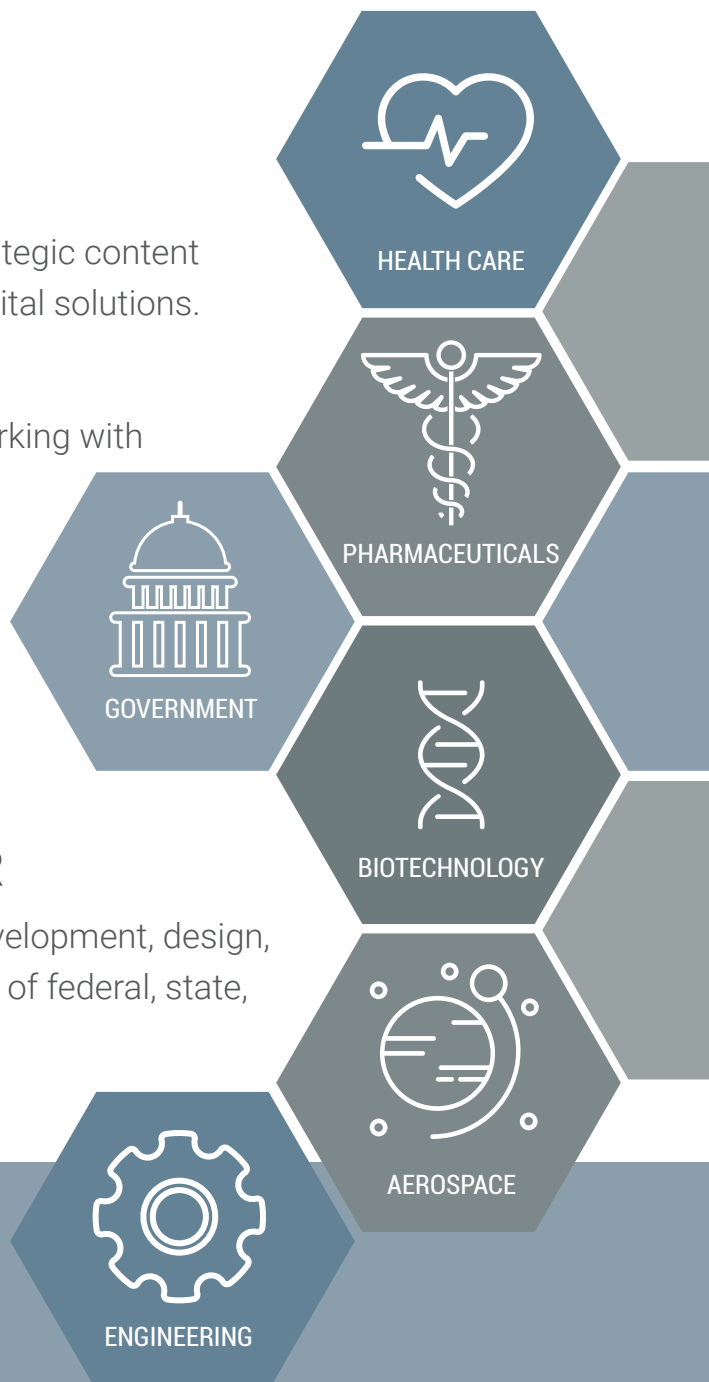 tegic content
HEALTH CARE
ital solutions.
rking with
PHARMACEUTICALS
GOVERNMENT
BIOTECHNOLOGY
R
velopment, design,
of federal, state,
AEROSPACE
ENGINEERING